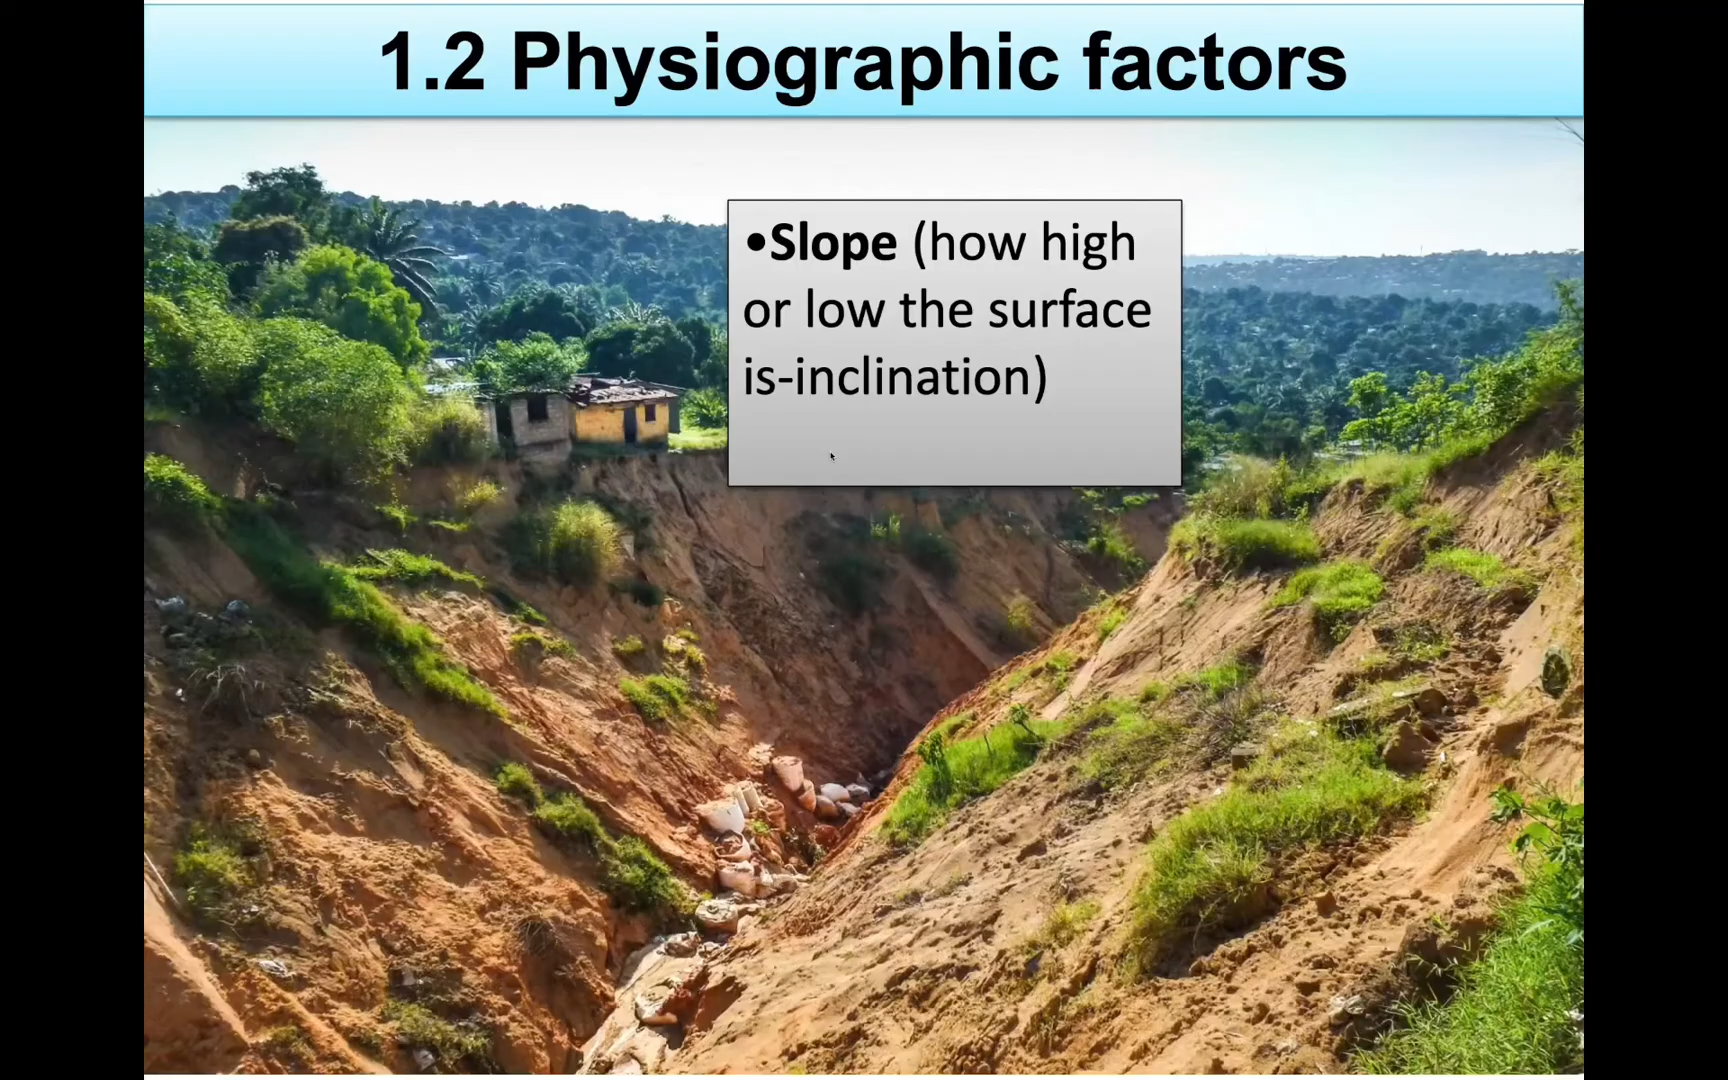 1.2 Physiographic factors
•Slope (how high
or low the surface
is-inclination)